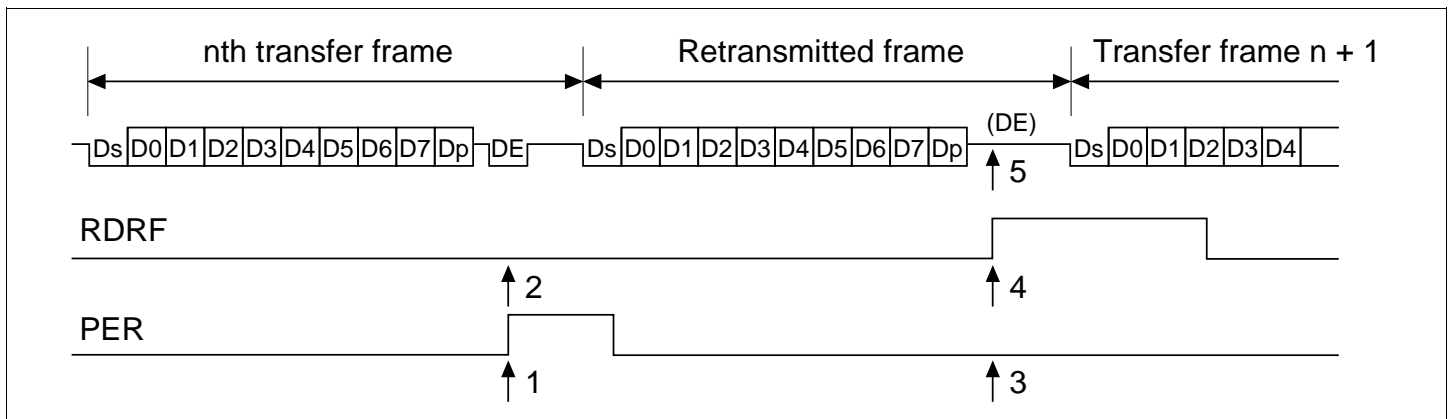 nth transfer frame Retransmitted frame Transfer frame n + 1
(DE)
Ds D0 D1 D2 D3 D4 D5 D6 D7 Dp DE Ds D0 D1 D2 D3 D4 D5 D6 D7 Dp Ds D0 D1 D2 D3 D4
5
RDRF
2 4
PER
1 3